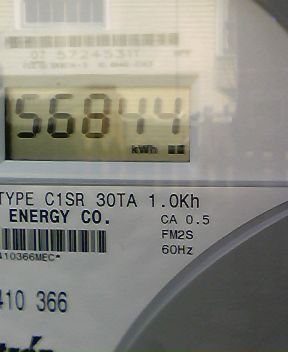 56844
kWh
TYPE C1SR 30TA 1.0Kh
ENERGY CO. CA 0.5
FM2S
60Hz
410366MEC*
410 366